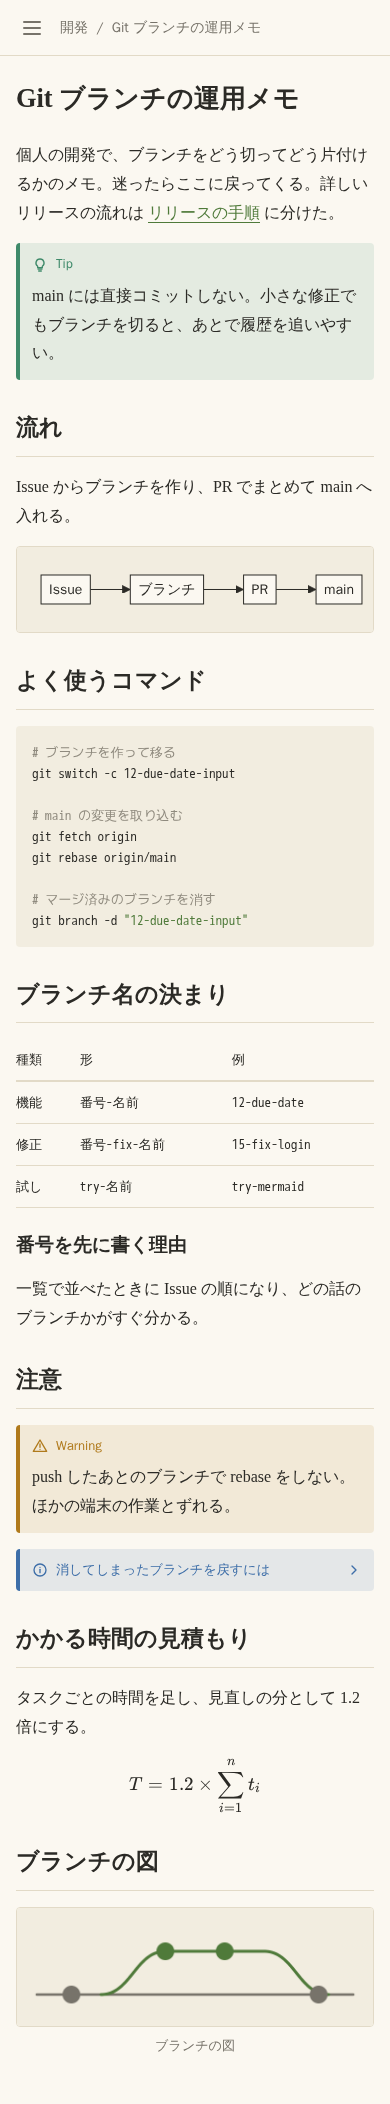 開発 / Git ブランチの運用メモ
Git ブランチの運用メモ
個人の開発で、ブランチをどう切ってどう片付け
るかのメモ。迷ったらここに戻ってくる。詳しい
リリースの流れは リリースの手順 に分けた。
Tip
main には直接コミットしない。小さな修正で
もブランチを切ると、あとで履歴を追いやす
い。
流れ
Issue からブランチを作り、PR でまとめて main へ
入れる。
Issue ブランチ PR main
よく使うコマンド
# ブランチを作って移る
git switch -c 12-due-date-input
# main の変更を取り込む
git fetch origin
git rebase origin/main
# マージ済みのブランチを消す
git branch -d "12-due-date-input"
ブランチ名の決まり
種類 形 例
機能 番号-名前 12-due-date
修正 番号-fix-名前 15-fix-login
試し try-名前 try-mermaid
番号を先に書く理由
一覧で並べたときに Issue の順になり、どの話の
ブランチかがすぐ分かる。
注意
Warning
push したあとのブランチで rebase をしない。
ほかの端末の作業とずれる。
消してしまったブランチを戻すには
かかる時間の見積もり
タスクごとの時間を足し、見直しの分として 1.2
倍にする。
T = 1.2 × ∑_{i=1}^{n} t_i
ブランチの図
ブランチの図